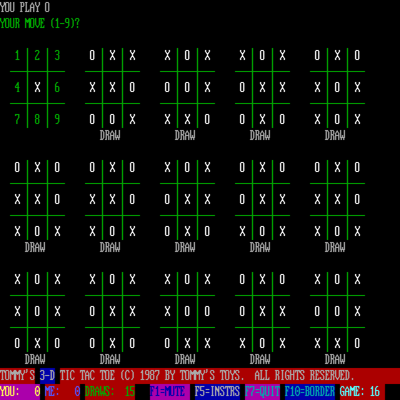 YOU PLAY O
YOUR MOVE (1-9)?
1 2 3 O X X X O X X X O O X O
4 X 6 X X O O X X O X X O X X
7 8 9 O O X X X O X O O X O X
DRAW DRAW DRAW DRAW
O X O O X X X O X X O O X O X
X X O X X O O X X O X X X X O
X O X O O X X O O X O X O X O
DRAW DRAW DRAW DRAW DRAW
X O X O X O O X O O X O X O O
O X X O X X X X O X X O O X X
O X O X O X X O X X O X X O X
DRAW DRAW DRAW DRAW DRAW
TOMMY'S 3-D TIC TAC TOE (C) 1987 BY TOMMY'S TOYS. ALL RIGHTS RESERVED.
YOU: 0 ME: 0 DRAWS: 15 F1-MUTE F5=INSTRS F7-QUIT F10-BORDER GAME: 16